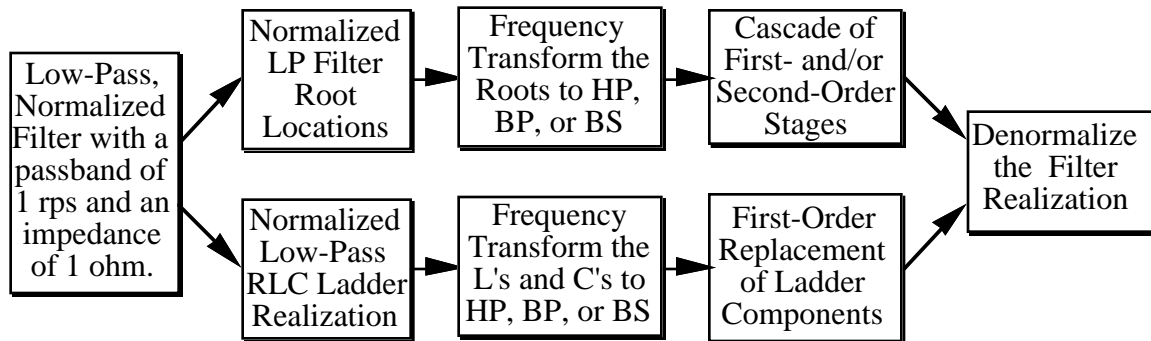 Low-Pass,
Normalized
Filter with a
passband of
1 rps and an
impedance
of 1 ohm.
Normalized
LP Filter
Root
Locations
Frequency
Transform the
Roots to HP,
BP, or BS
Cascade of
First- and/or
Second-Order
Stages
Normalized
Low-Pass
RLC Ladder
Realization
Frequency
Transform the
L's and C's to
HP, BP, or BS
First-Order
Replacement
of Ladder
Components
Denormalize
the Filter
Realization